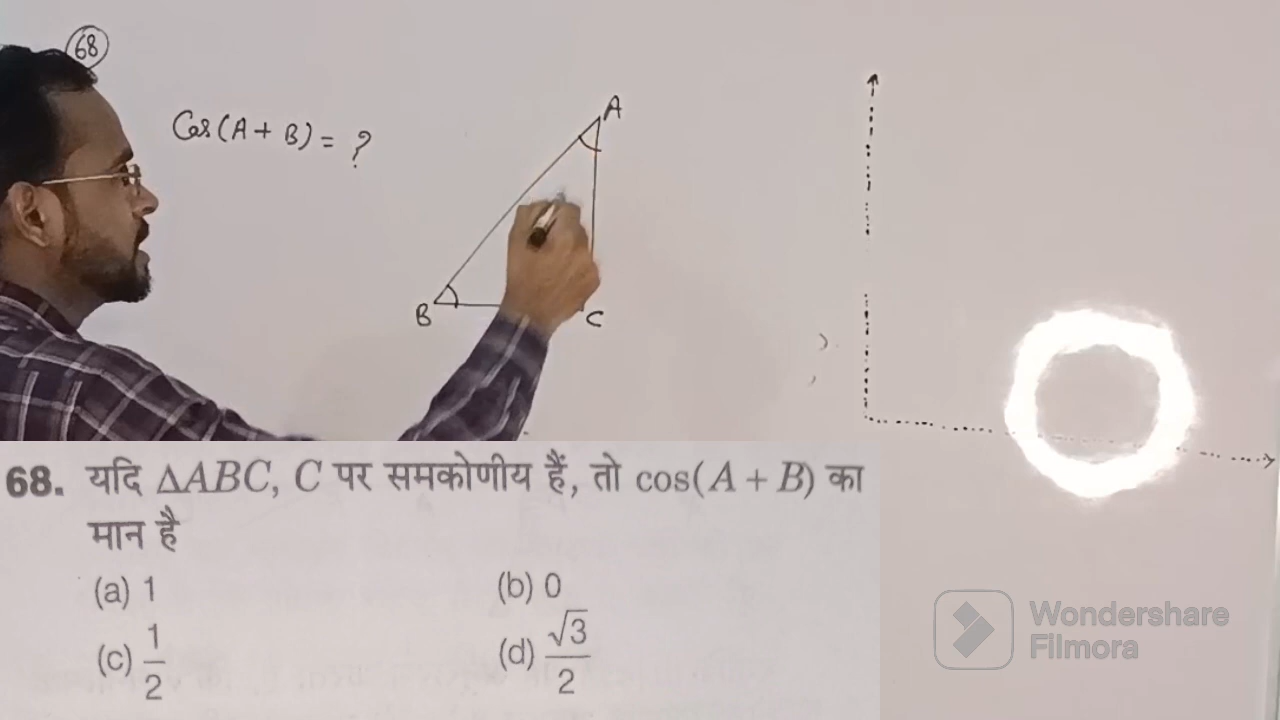 68
Cos(A + B) = ?
A
B
C
68. यदि ΔABC, C पर समकोणीय हैं, तो cos(A + B) का
मान है
(a) 1
(b) 0
(c) 1/2
(d) √3/2
Wondershare
Filmora